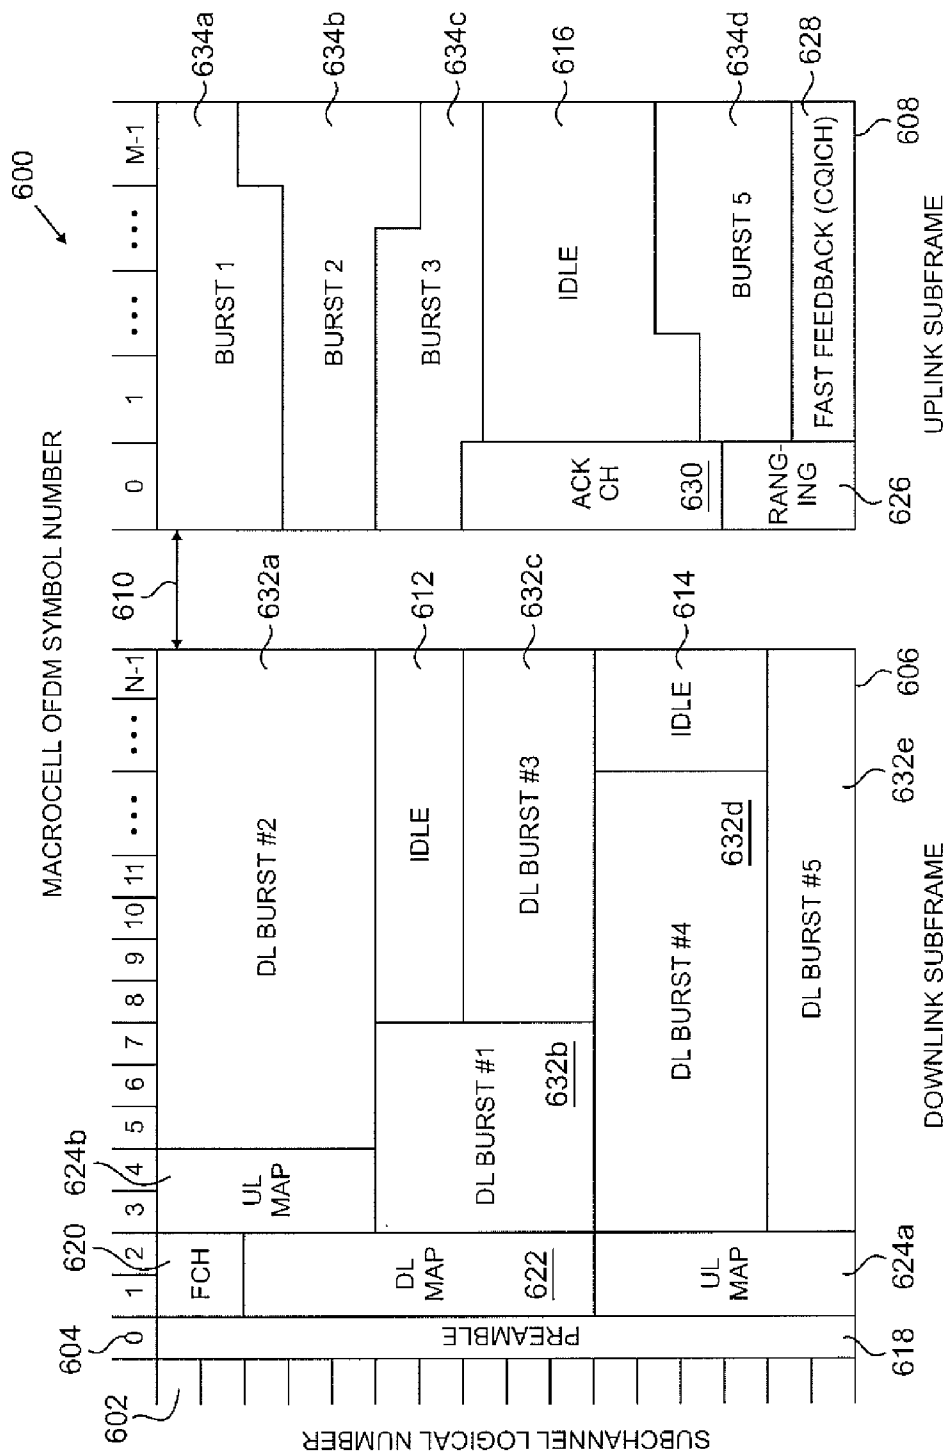 600
MACROCELL OFDM SYMBOL NUMBER
602
604
620
624b
610
0 1 2 3 4 5 6 7 8 9 10 11 ••• ••• N-1
0 1 ••• ••• M-1
SUBCHANNEL LOGICAL NUMBER
PREAMBLE
618
FCH
DL
MAP
622
UL
MAP
624a
UL
MAP
DL BURST #2
632a
DL BURST #1
632b
IDLE
612
DL BURST #3
632c
DL BURST #4
632d
IDLE
614
DL BURST #5
632e
606
DOWNLINK SUBFRAME
BURST 1
634a
BURST 2
634b
BURST 3
634c
ACK
CH
630
IDLE
616
RANG-
ING
626
BURST 5
634d
FAST FEEDBACK (CQICH)
628
608
UPLINK SUBFRAME